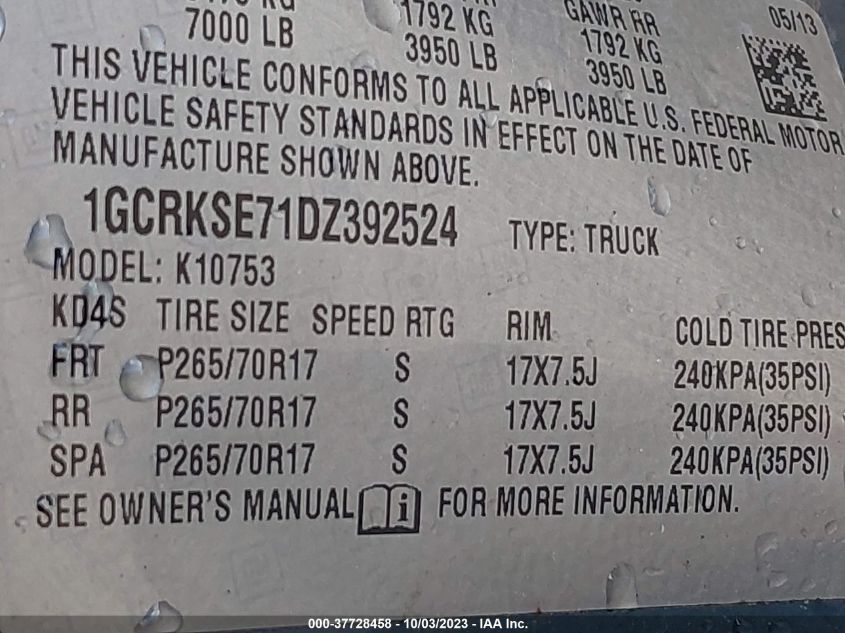 7000 LB 3950 LB 3950 LB
1792 KG 1792 KG
GAWR RR
05/13
THIS VEHICLE CONFORMS TO ALL APPLICABLE U.S. FEDERAL MOTOR
VEHICLE SAFETY STANDARDS IN EFFECT ON THE DATE OF
MANUFACTURE SHOWN ABOVE.
1GCRKSE71DZ392524 TYPE: TRUCK
MODEL: K10753
KD4S TIRE SIZE SPEED RTG RIM COLD TIRE PRES
FRT P265/70R17 S 17X7.5J 240KPA(35PSI)
RR P265/70R17 S 17X7.5J 240KPA(35PSI)
SPA P265/70R17 S 17X7.5J 240KPA(35PSI)
SEE OWNER'S MANUAL i FOR MORE INFORMATION.
000-37728458 - 10/03/2023 - IAA Inc.